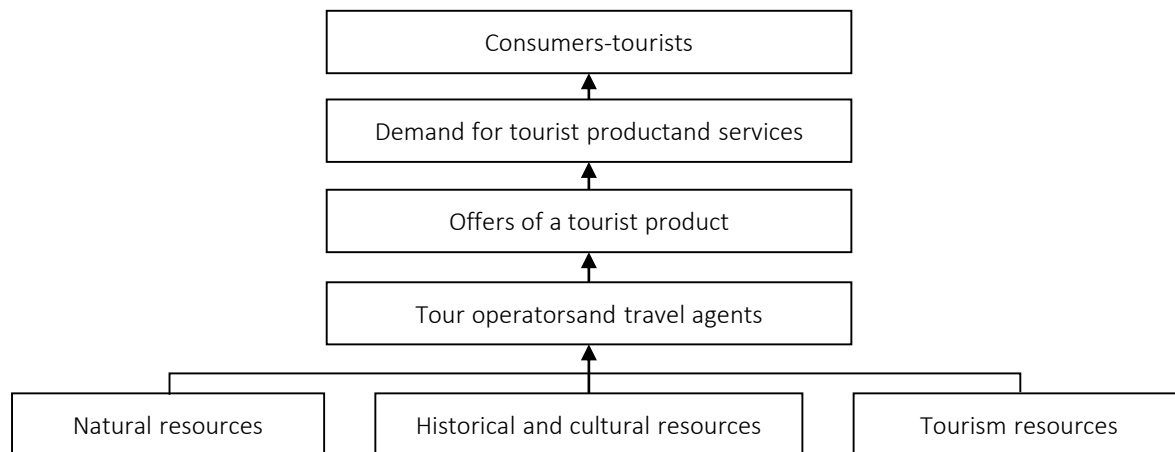 Consumers-tourists
Demand for tourist productand services
Offers of a tourist product
Tour operatorsand travel agents
Natural resources
Historical and cultural resources
Tourism resources